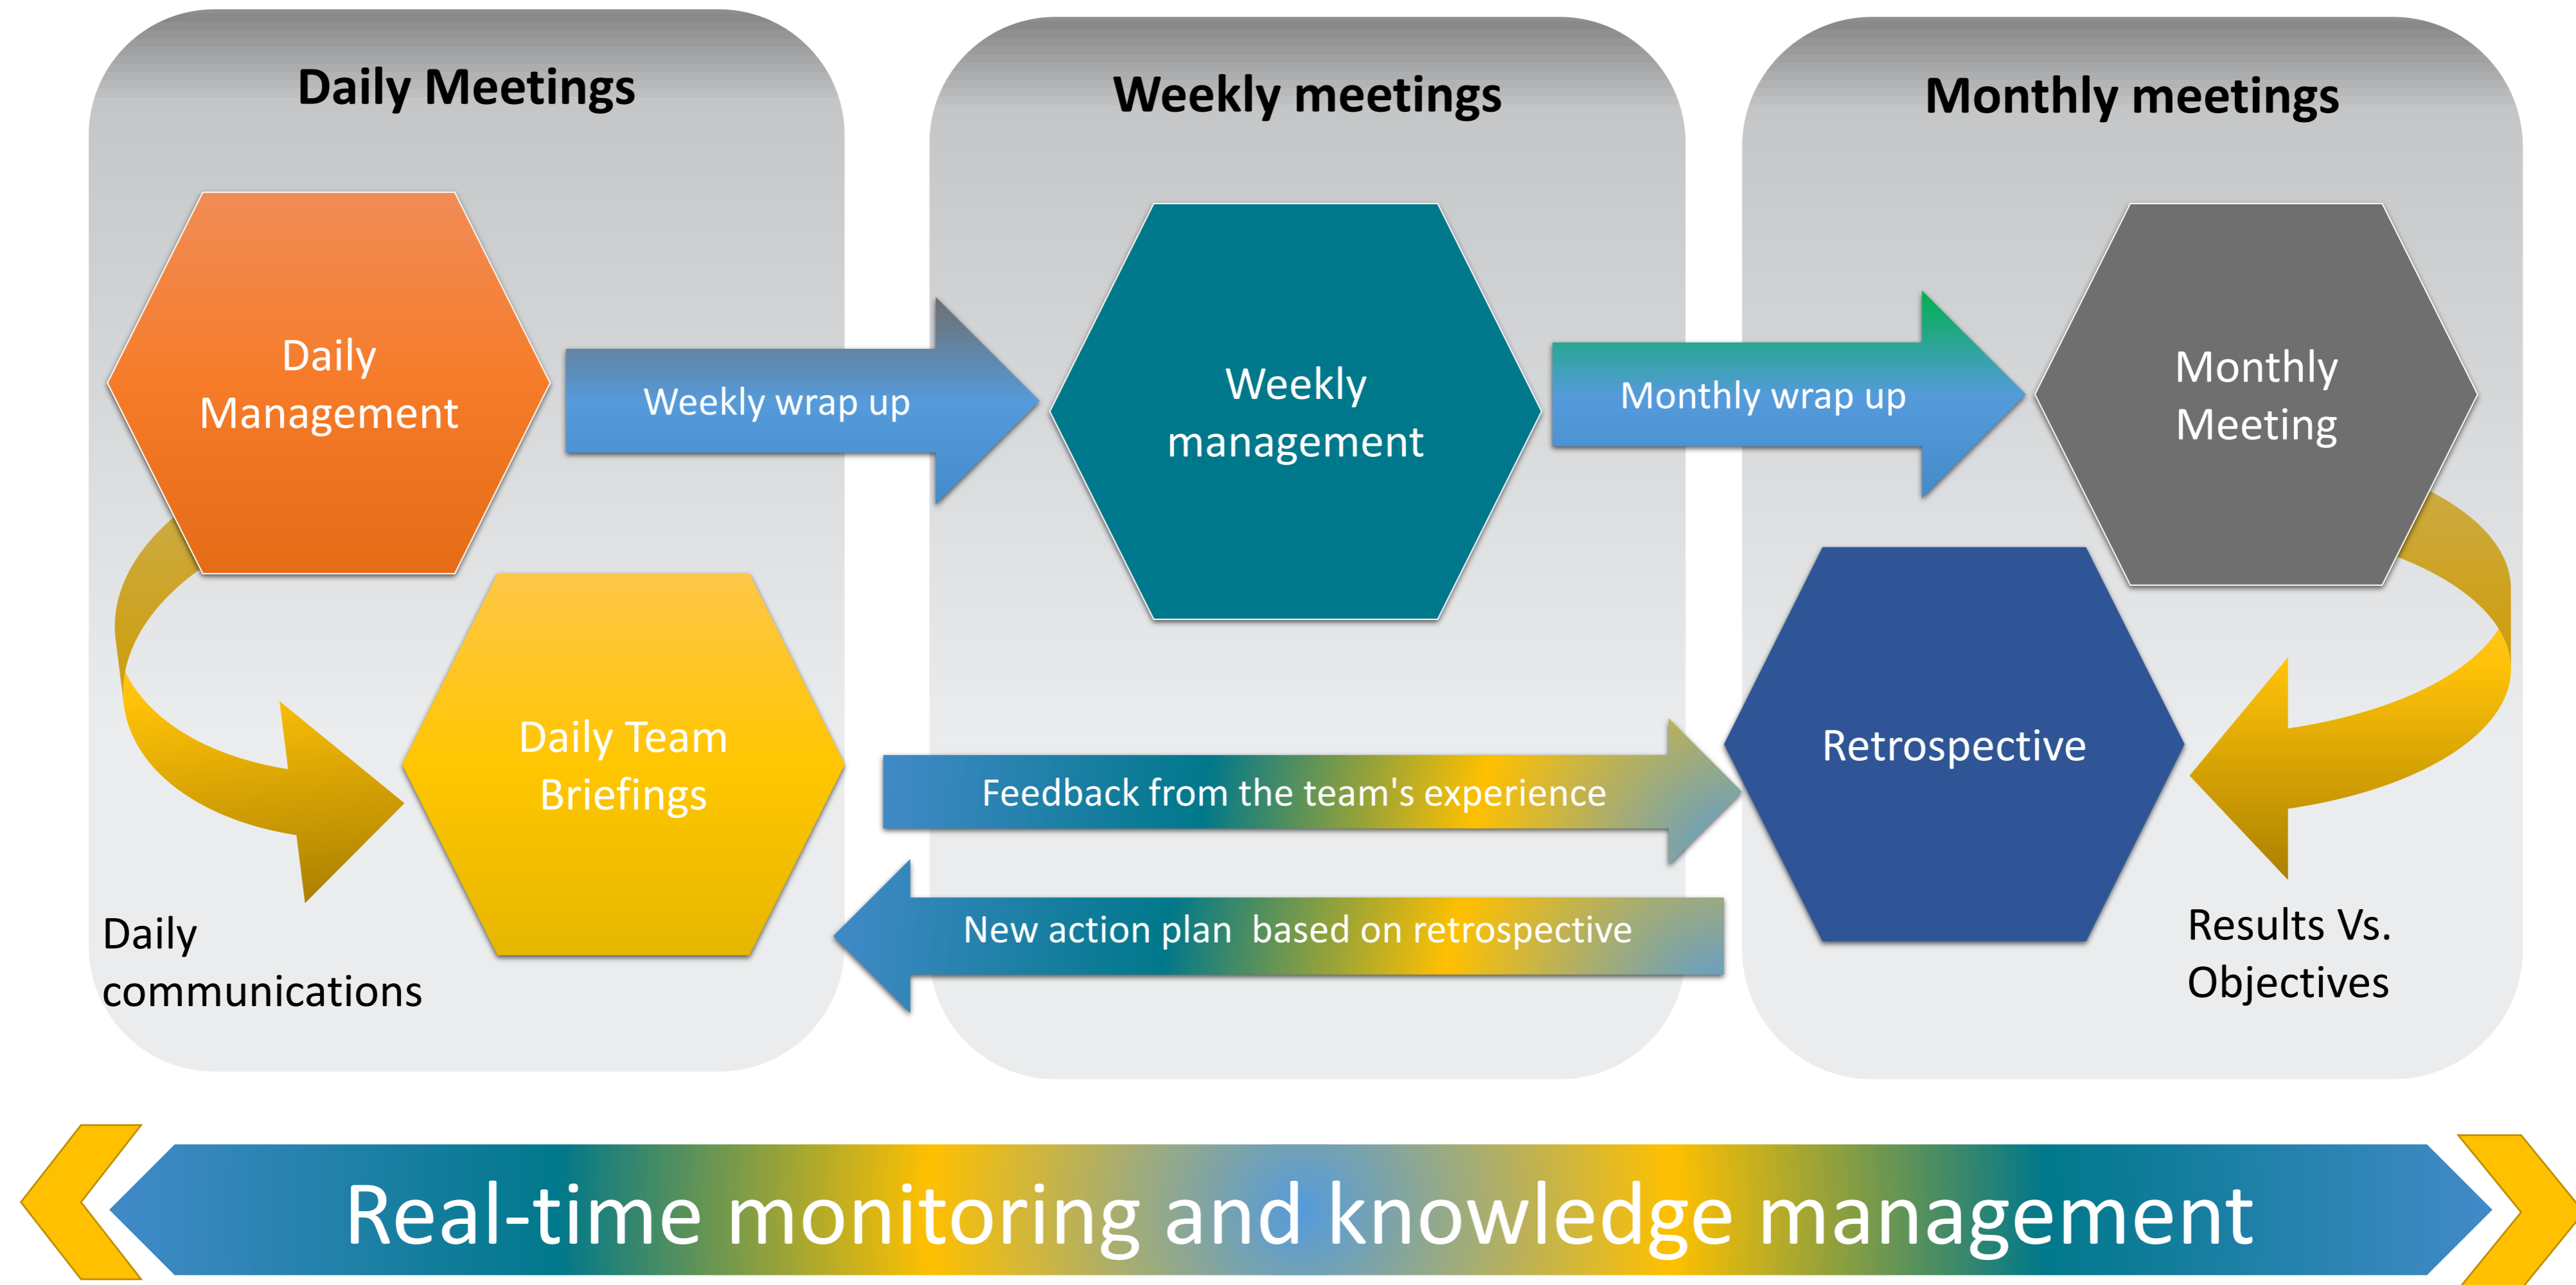 Daily Meetings
Weekly meetings
Monthly meetings
Daily
Management
Weekly wrap up
Weekly
management
Monthly wrap up
Monthly
Meeting
Daily Team
Briefings
Feedback from the team's experience
Retrospective
New action plan  based on retrospective
Daily
communications
Results Vs.
Objectives
Real-time monitoring and knowledge management